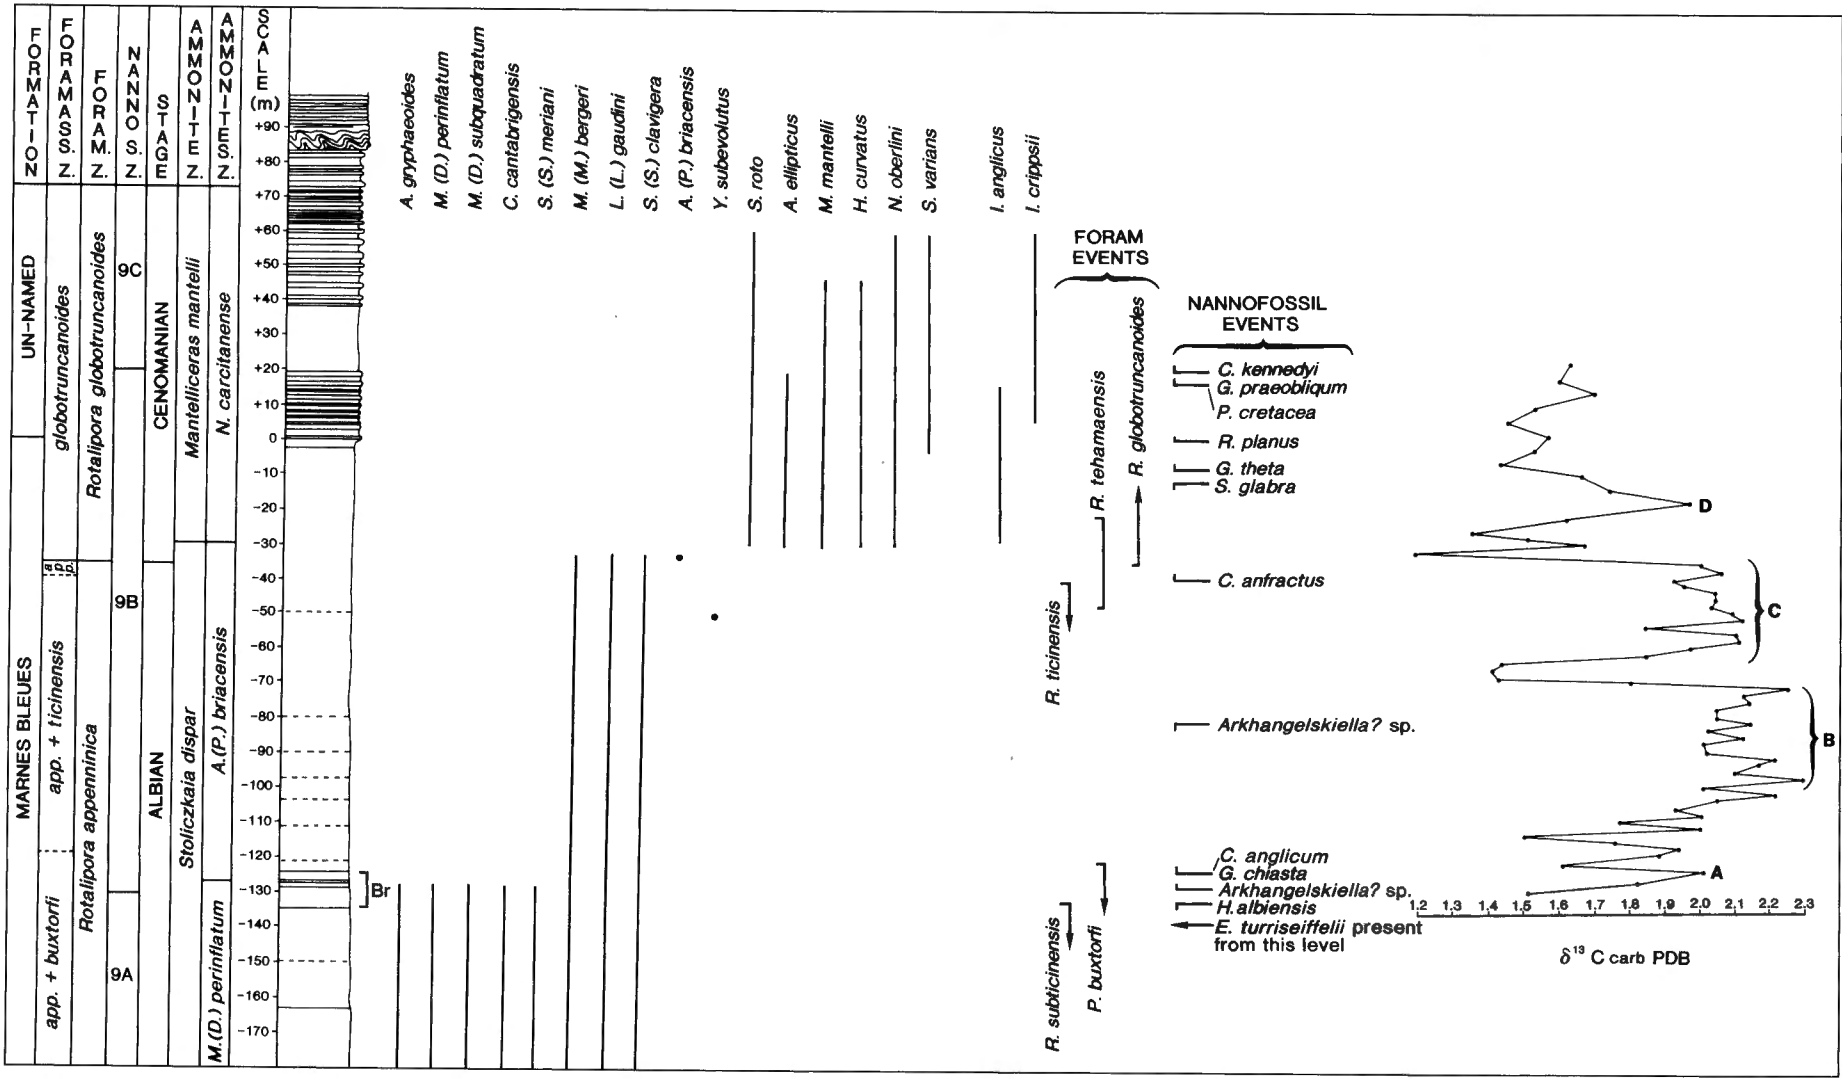 FORMATION
FORAMASS. Z.
FORAM. Z.
NANNOS. Z.
STAGE
AMMONITE Z.
AMMONITES. Z.
SCALE (m)
UN-NAMED
MARNES BLEUES
globotruncanoides
a p p.
app. + ticinensis
app. + buxtorfi
Rotalipora globotruncanoides
Rotalipora appenninica
9C
9B
9A
CENOMANIAN
ALBIAN
Mantelliceras mantelli
Stoliczkaia dispar
N. carcitanense
A.(P.) briacensis
M.(D.) perinflatum
+90
+80
+70
+60
+50
+40
+30
+20
+10
0
-10
-20
-30
-40
-50
-60
-70
-80
-90
-100
-110
-120
-130
-140
-150
-160
-170
Br
A. gryphaeoides
M. (D.) perinflatum
M. (D.) subquadratum
C. cantabrigensis
S. (S.) meriani
M. (M.) bergeri
L. (L.) gaudini
S. (S.) clavigera
A. (P.) briacensis
Y. subevolutus
S. roto
A. ellipticus
M. mantelli
H. curvatus
N. oberlini
S. varians
I. anglicus
I. crippsii
FORAM
EVENTS
R. globotruncanoides
R. tehamaensis
R. ticinensis
R. subticinensis
P. buxtorfi
NANNOFOSSIL
EVENTS
C. kennedyi
G. praeobliqum
P. cretacea
R. planus
G. theta
S. glabra
C. anfractus
Arkhangelskiella? sp.
C. anglicum
G. chiasta
Arkhangelskiella? sp.
H. albiensis
E. turriseiffelii present
from this level
D
C
B
A
1.2 1.3 1.4 1.5 1.6 1.7 1.8 1.9 2.0 2.1 2.2 2.3
δ¹³ C carb PDB